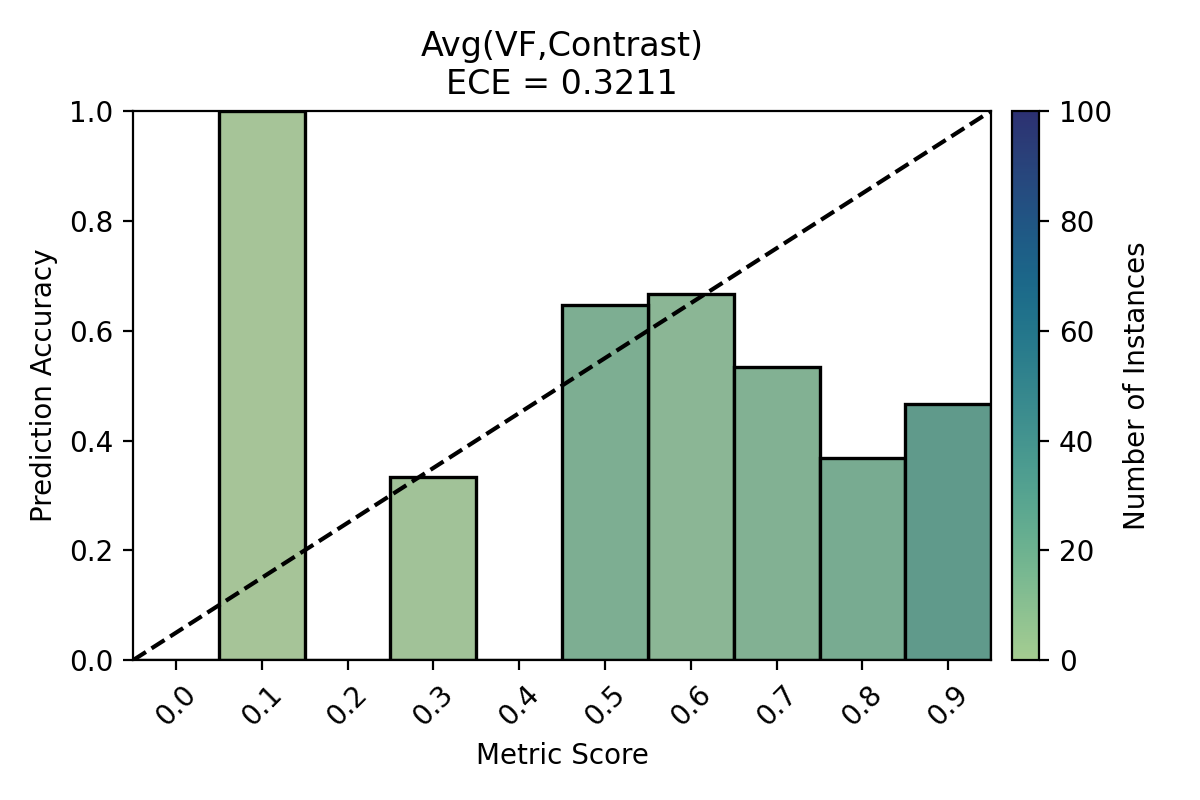 Avg(VF,Contrast)
ECE = 0.3211
1.0
0.8
0.6
0.4
0.2
0.0
Prediction Accuracy
0.0 0.1 0.2 0.3 0.4 0.5 0.6 0.7 0.8 0.9
Metric Score
100
80
60
40
20
0
Number of Instances